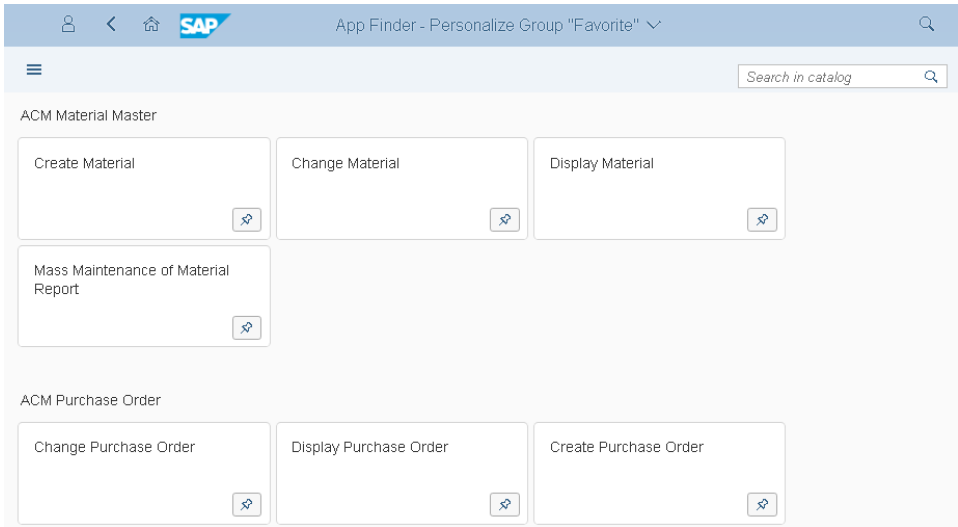 SAP
App Finder - Personalize Group "Favorite"
Search in catalog
ACM Material Master
Create Material
Change Material
Display Material
Mass Maintenance of Material
Report
ACM Purchase Order
Change Purchase Order
Display Purchase Order
Create Purchase Order